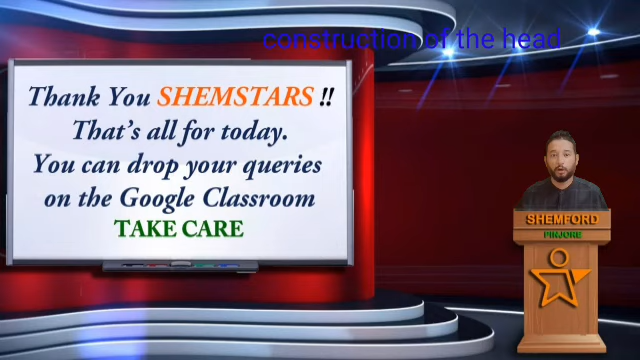 construction of the head
Thank You SHEMSTARS !!
That's all for today.
You can drop your queries
on the Google Classroom
TAKE CARE
SHEMFORD
PINJORE